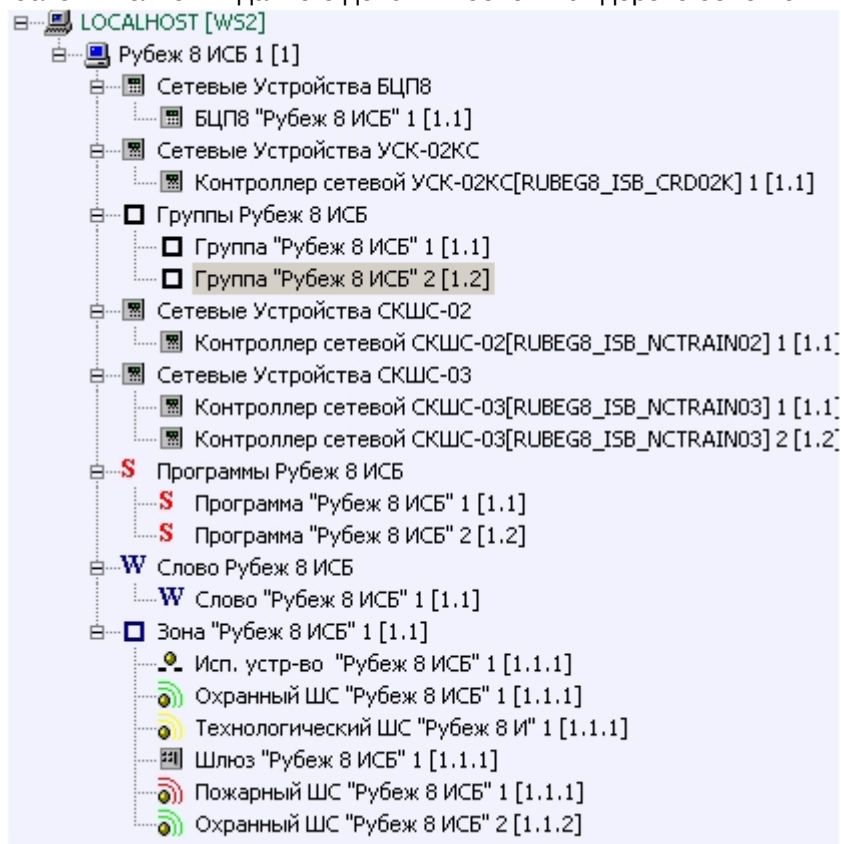 LOCALHOST [WS2]
Рубеж 8 ИСБ 1 [1]
Сетевые Устройства БЦП8
БЦП8 "Рубеж 8 ИСБ" 1 [1.1]
Сетевые Устройства УСК-02КС
Контроллер сетевой УСК-02КС[RUBEG8_ISB_CRD02K] 1 [1.1]
Группы Рубеж 8 ИСБ
Группа "Рубеж 8 ИСБ" 1 [1.1]
Группа "Рубеж 8 ИСБ" 2 [1.2]
Сетевые Устройства СКШС-02
Контроллер сетевой СКШС-02[RUBEG8_ISB_NCTRAIN02] 1 [1.1]
Сетевые Устройства СКШС-03
Контроллер сетевой СКШС-03[RUBEG8_ISB_NCTRAIN03] 1 [1.1]
Контроллер сетевой СКШС-03[RUBEG8_ISB_NCTRAIN03] 2 [1.2]
S Программы Рубеж 8 ИСБ
S Программа "Рубеж 8 ИСБ" 1 [1.1]
S Программа "Рубеж 8 ИСБ" 2 [1.2]
W Слово Рубеж 8 ИСБ
W Слово "Рубеж 8 ИСБ" 1 [1.1]
Зона "Рубеж 8 ИСБ" 1 [1.1]
Исп. устр-во "Рубеж 8 ИСБ" 1 [1.1.1]
Охранный ШС "Рубеж 8 ИСБ" 1 [1.1.1]
Технологический ШС "Рубеж 8 И" 1 [1.1.1]
Шлюз "Рубеж 8 ИСБ" 1 [1.1.1]
Пожарный ШС "Рубеж 8 ИСБ" 1 [1.1.1]
Охранный ШС "Рубеж 8 ИСБ" 2 [1.1.2]